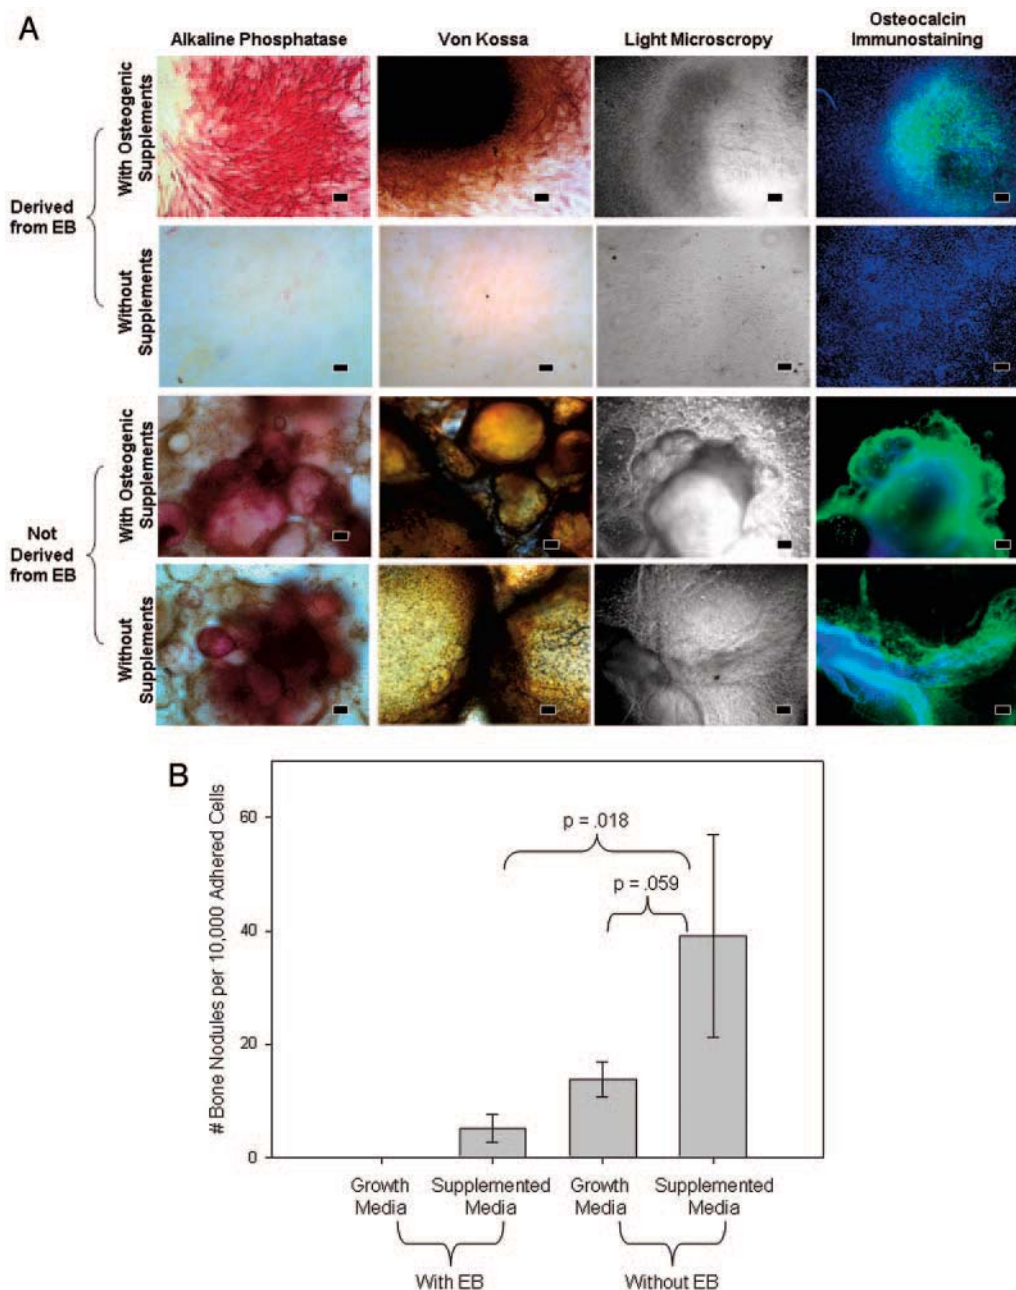 A
Alkaline Phosphatase
Von Kossa
Light Microscropy
Osteocalcin
Immunostaining
Derived
from EB
With Osteogenic
Supplements
Without
Supplements
Not
Derived
from EB
With Osteogenic
Supplements
Without
Supplements
B
# Bone Nodules per 10,000 Adhered Cells
60
40
20
0
p = .018
p = .059
Growth
Media
Supplemented
Media
Growth
Media
Supplemented
Media
With EB
Without EB